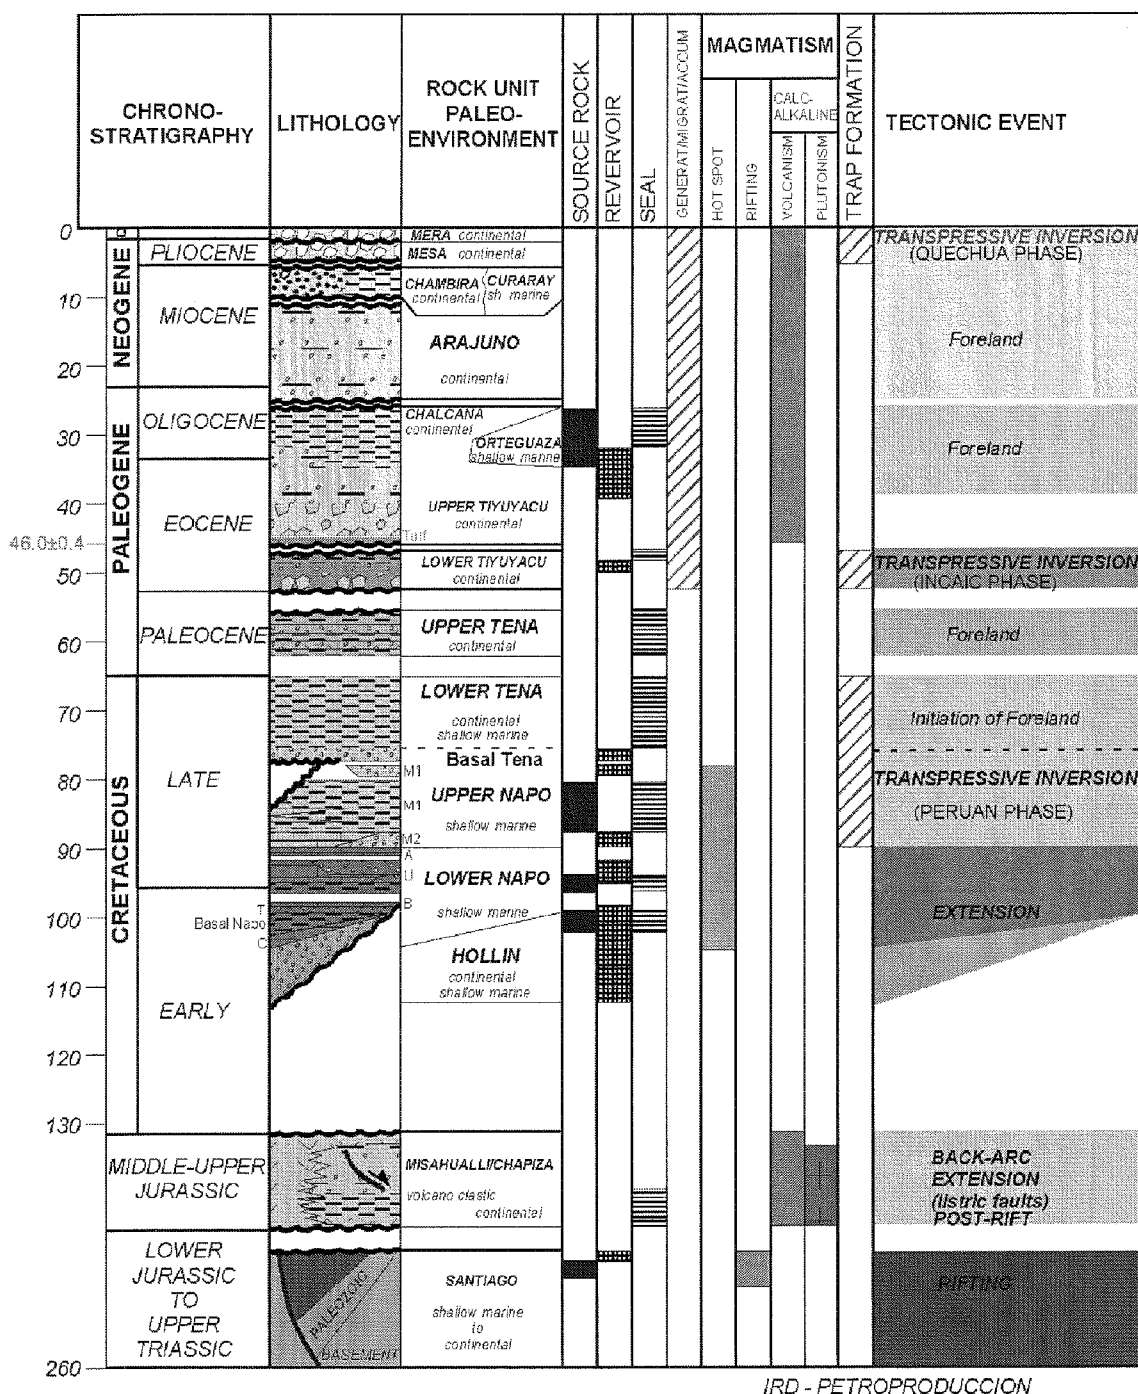 CHRONO-
STRATIGRAPHY
LITHOLOGY
ROCK UNIT
PALEO-
ENVIRONMENT
SOURCE ROCK
REVERVOIR
SEAL
GENERAT/MIGRAT/ACCUM
MAGMATISM
HOT SPOT
RIFTING
CALC-
ALKALINE
VOLCANISM
PLUTONISM
TRAP FORMATION
TECTONIC EVENT
0
10
20
30
40
46.0±0.4
50
60
70
80
90
100
110
120
130
260
Q
NEOGENE
PALEOGENE
CRETACEOUS
PLIOCENE
MIOCENE
OLIGOCENE
EOCENE
PALEOCENE
LATE
EARLY
MIDDLE-UPPER
JURASSIC
LOWER
JURASSIC
TO
UPPER
TRIASSIC
T
Basal Napo
C
PALEOZOIC
BASEMENT
MERA continental
MESA continental
CHAMBIRA
continental
CURARAY
sh. marine
ARAJUNO
continental
CHALCANA
continental
ORTEGUAZA
shallow marine
UPPER TIYUYACU
continental
Tuff
LOWER TIYUYACU
continental
UPPER TENA
continental
LOWER TENA
continental
shallow marine
Basal Tena
M1
UPPER NAPO
M1
shallow marine
M2
A
U
LOWER NAPO
B
shallow marine
HOLLIN
continental
shallow marine
MISAHUALLI/CHAPIZA
volcano clastic
continental
SANTIAGO
shallow marine
to
continental
TRANSPRESSIVE INVERSION
(QUECHUA PHASE)
Foreland
Foreland
TRANSPRESSIVE INVERSION
(INCAIC PHASE)
Foreland
Initiation of Foreland
TRANSPRESSIVE INVERSION
(PERUAN PHASE)
EXTENSION
BACK-ARC
EXTENSION
(listric faults)
POST-RIFT
RIFTING
IRD - PETROPRODUCCION